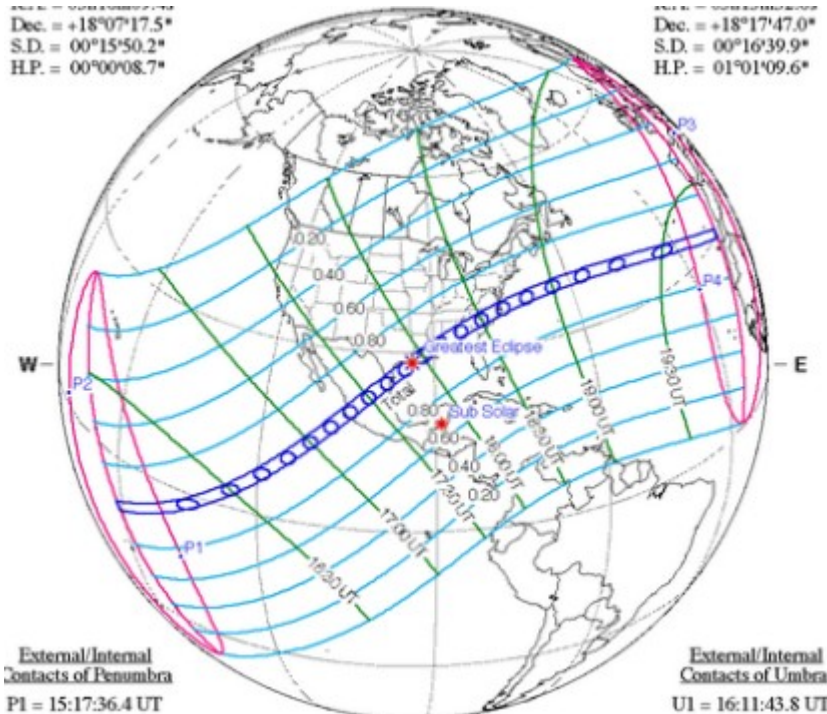 Dec. = +18°07'17.5"
S.D. = 00°15'50.2"
H.P. = 00°00'08.7"
Dec. = +18°17'47.0"
S.D. = 00°16'39.9"
H.P. = 01°01'09.6"
P3
0.20
0.40
0.60
0.80
P4
W
E
Greatest Eclipse
P2
Total
0.80
Sub Solar
0.60
0.40
0.20
19:30 UT
19:00 UT
18:30 UT
18:00 UT
17:30 UT
17:00 UT
16:30 UT
P1
External/Internal
Contacts of Penumbra
P1 = 15:17:36.4 UT
External/Internal
Contacts of Umbra
U1 = 16:11:43.8 UT